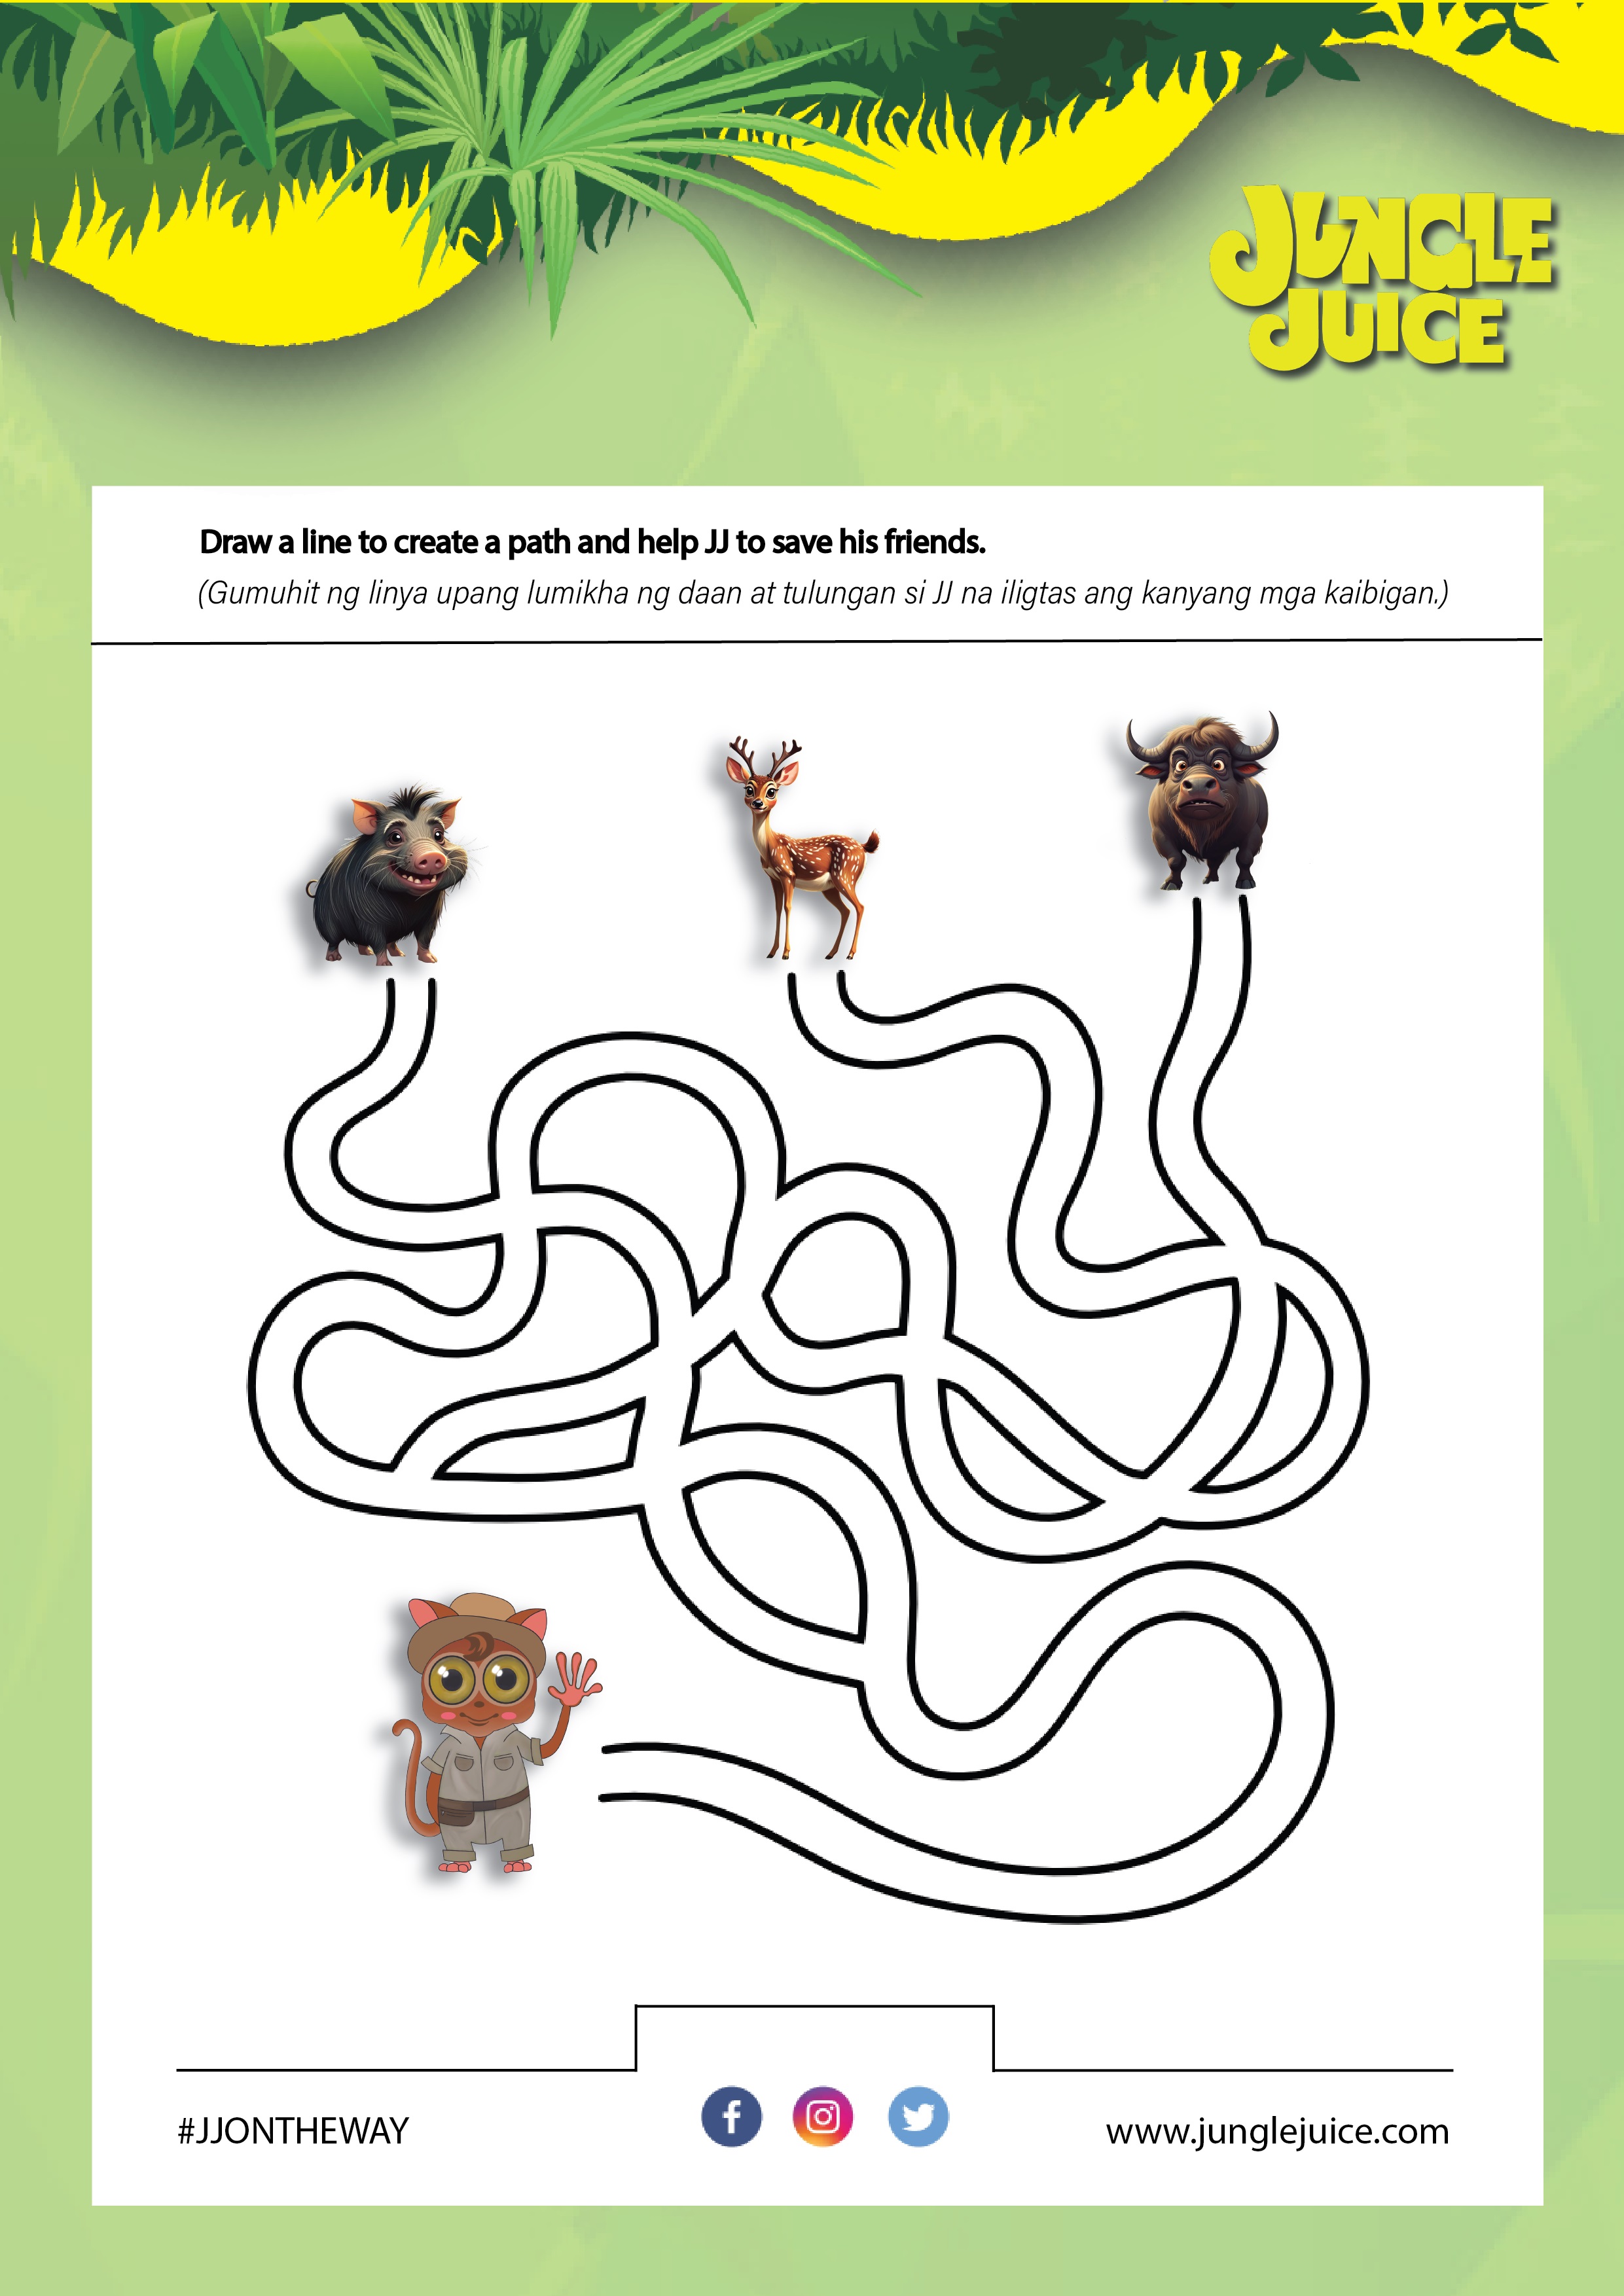 JUNGLE
JUICE
Draw a line to create a path and help JJ to save his friends.
(Gumuhit ng linya upang lumikha ng daan at tulungan si JJ na iligtas ang kanyang mga kaibigan.)
#JJONTHEWAY
www.junglejuice.com